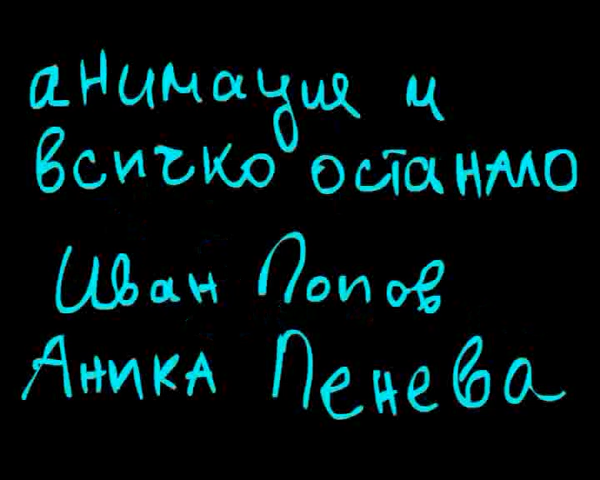 анимация и
всичко останало
Иван Попов
Аника Пенева